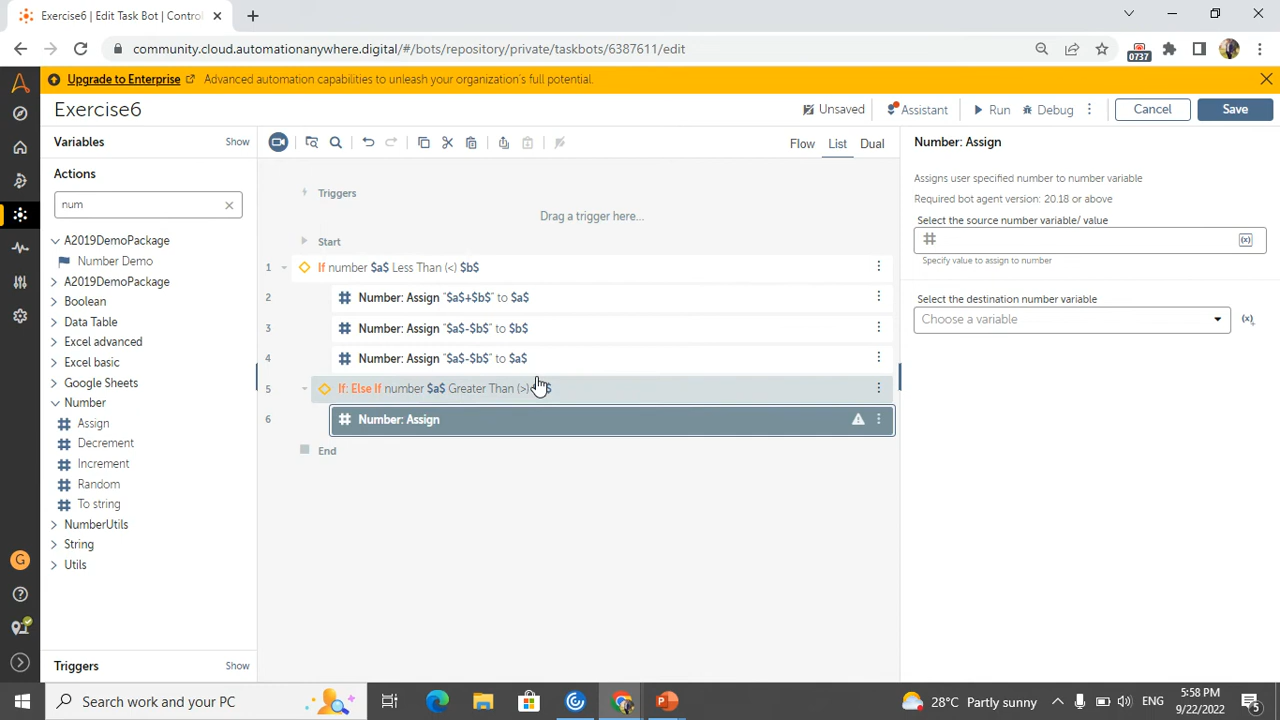 Exercise6 | Edit Task Bot | Contro
community.cloud.automationanywhere.digital/#/bots/repository/private/taskbots/6387611/edit
0737
Upgrade to Enterprise Advanced automation capabilities to unleash your organization's full potential.
Exercise6
Unsaved
Assistant
Run
Debug
Cancel
Save
Variables
Show
Actions
num
A2019DemoPackage
Number Demo
A2019DemoPackage
Boolean
Data Table
Excel advanced
Excel basic
Google Sheets
Number
Assign
Decrement
Increment
Random
To string
NumberUtils
String
Utils
Triggers
Show
Flow
List
Dual
Triggers
Drag a trigger here...
Start
1 If number $a$ Less Than (<) $b$
2 Number: Assign "$a$+$b$" to $a$
3 Number: Assign "$a$-$b$" to $b$
4 Number: Assign "$a$-$b$" to $a$
5 If: Else If number $a$ Greater Than (>) $
6 Number: Assign
End
Number: Assign
Assigns user specified number to number variable
Required bot agent version: 20.18 or above
Select the source number variable/ value
(x)
Specify value to assign to number
Select the destination number variable
Choose a variable
(x)+
G
Search work and your PC
28°C Partly sunny
ENG
5:58 PM
9/22/2022
5